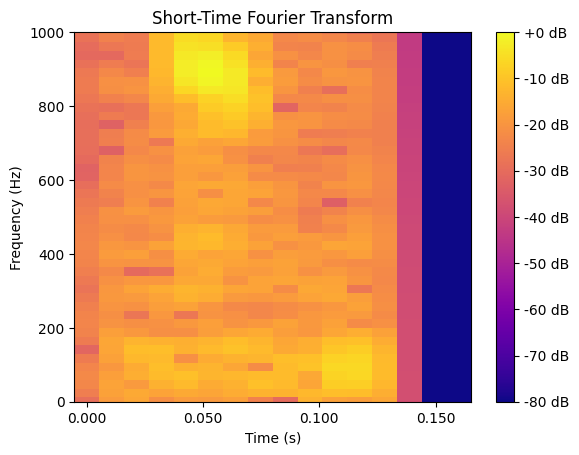 Short-Time Fourier Transform
1000
800
600
400
200
0
Frequency (Hz)
0.000
0.050
0.100
0.150
Time (s)
+0 dB
-10 dB
-20 dB
-30 dB
-40 dB
-50 dB
-60 dB
-70 dB
-80 dB